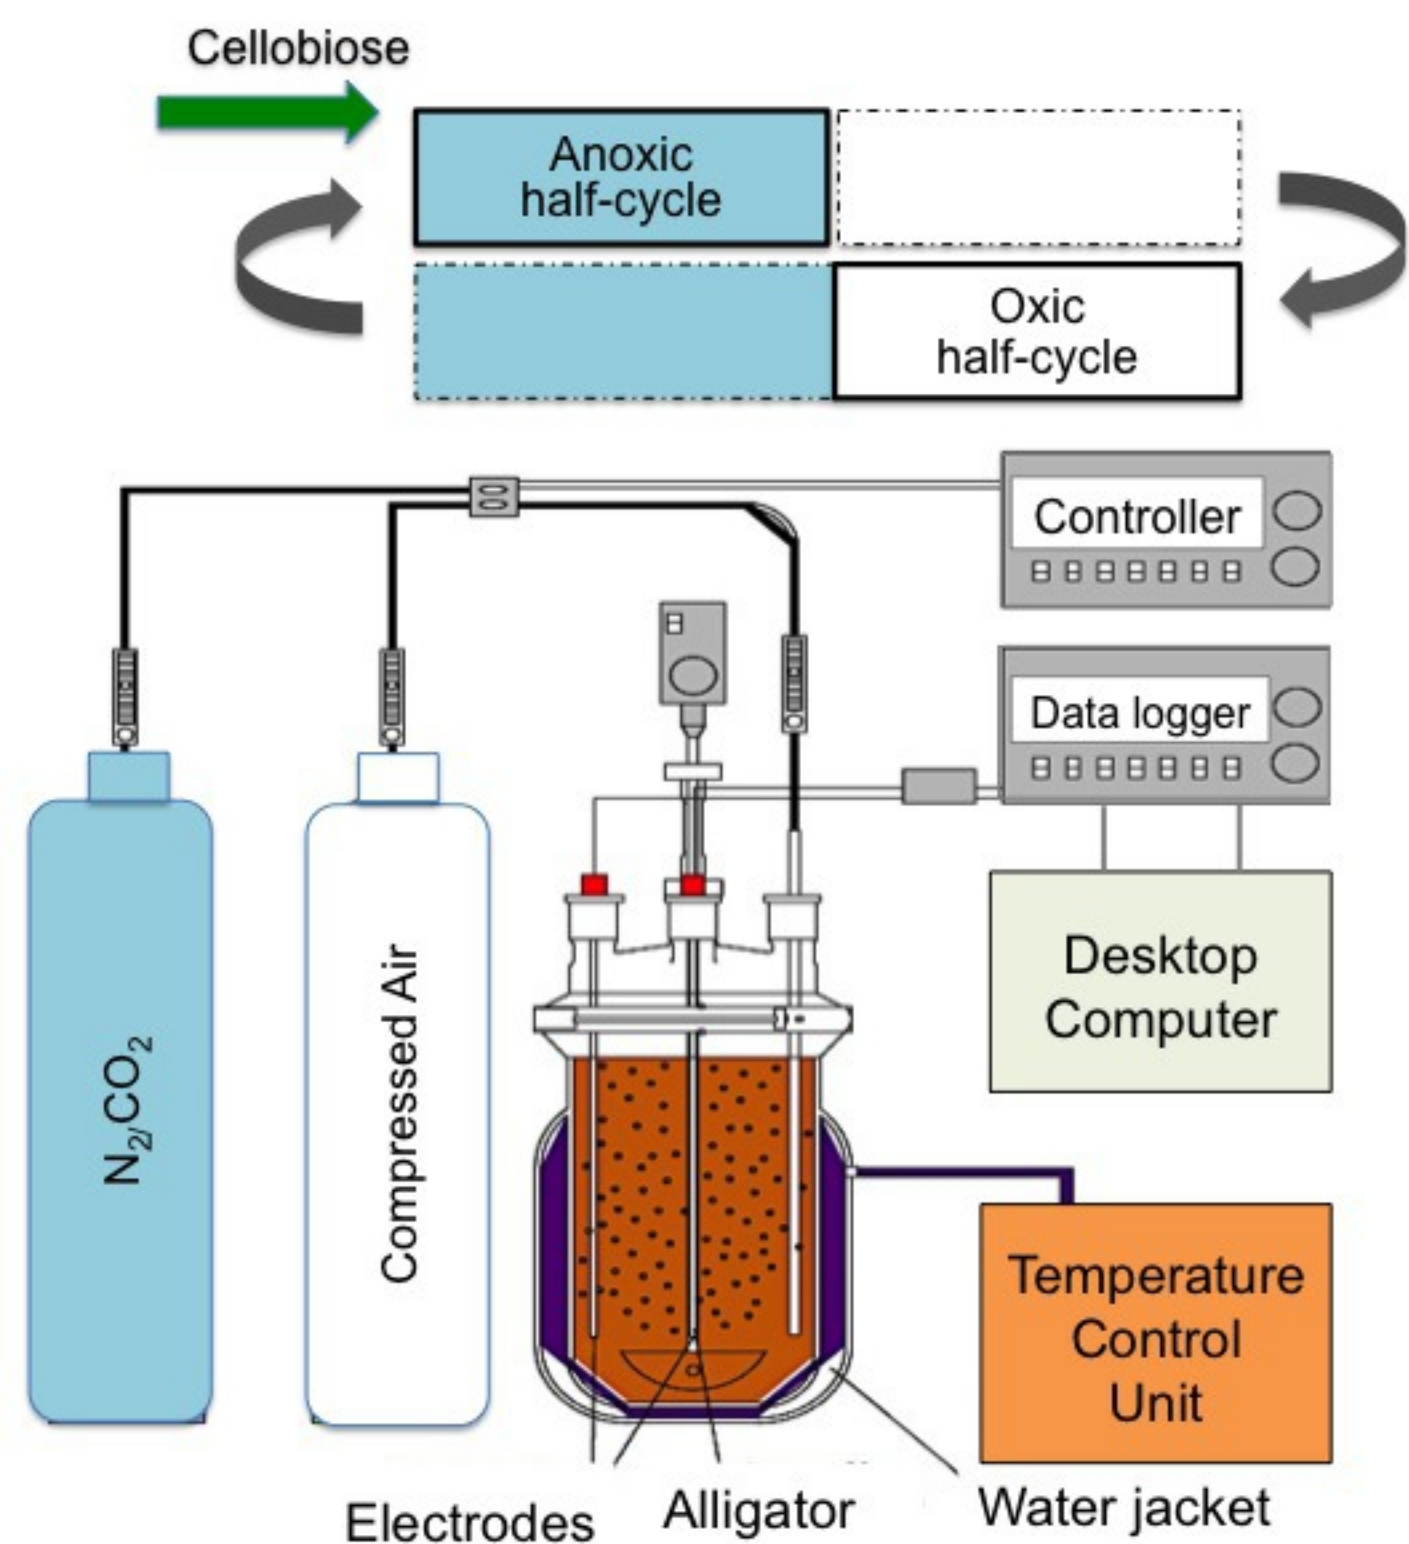 Cellobiose
Anoxic
half-cycle
Oxic
half-cycle
Controller
Data logger
Desktop
Computer
N2/CO2
Compressed Air
Temperature
Control
Unit
Electrodes
Alligator
Water jacket